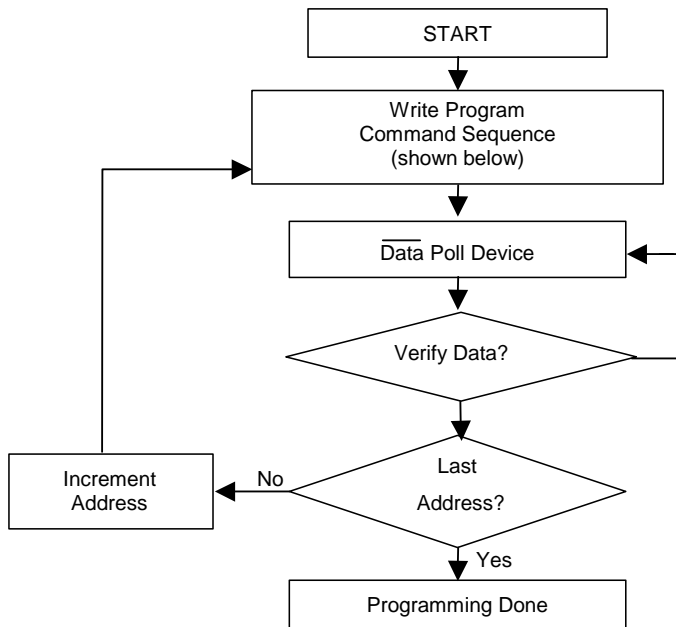 START
Write Program
Command Sequence
(shown below)
Data Poll Device
Verify Data?
Last
Address?
No
Increment
Address
Yes
Programming Done